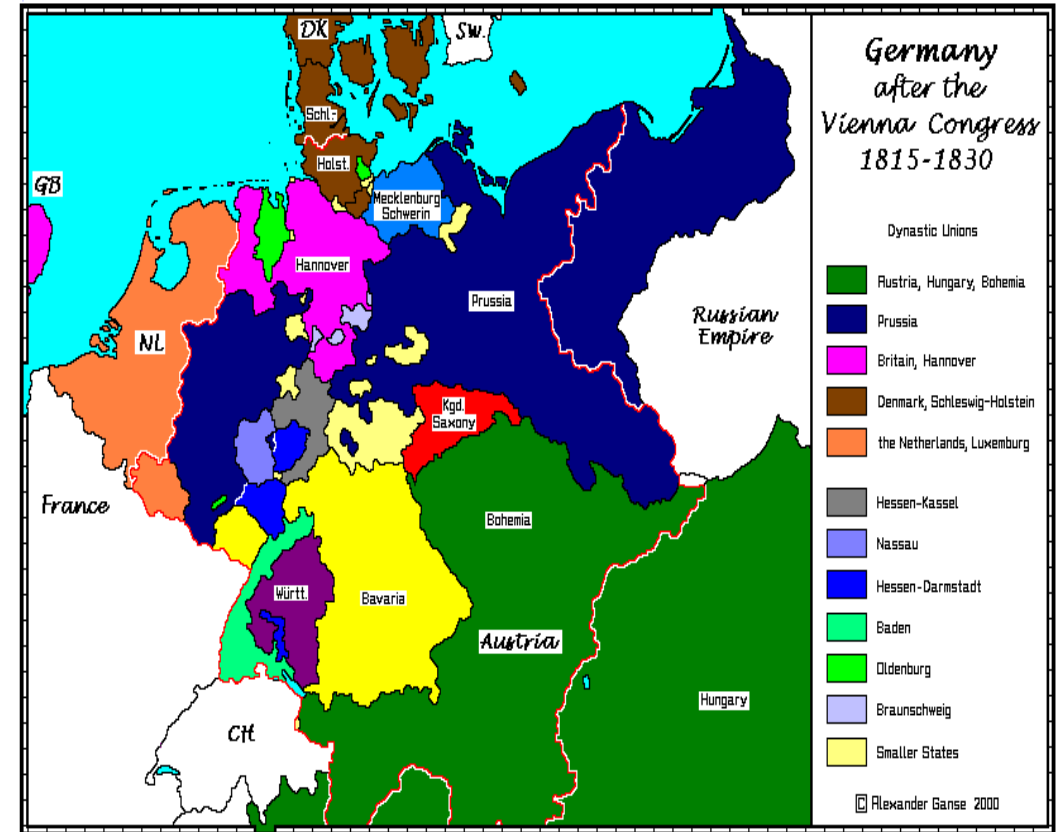 DK
Sw.
Schl.-
Holst.
GB
Mecklenburg
Schwerin
Hannover
Prussia
NL
Russian
Empire
Kgd.
Saxony
France
Bohemia
Württ.
Bavaria
Austria
Hungary
CH
Germany
after the
Vienna Congress
1815-1830
Dynastic Unions
Austria, Hungary, Bohemia
Prussia
Britain, Hannover
Denmark, Schleswig-Holstein
the Netherlands, Luxemburg
Hessen-Kassel
Nassau
Hessen-Darmstadt
Baden
Oldenburg
Braunschweig
Smaller States
© Alexander Ganse 2000